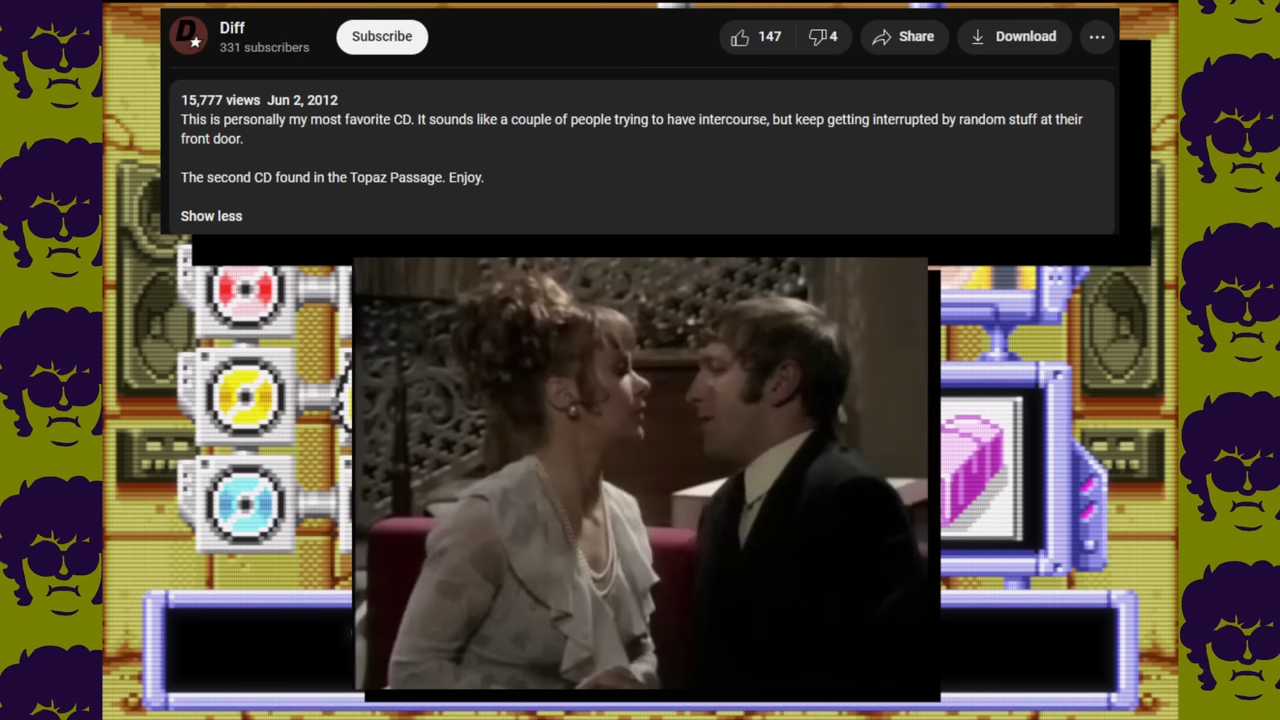 D
Diff
331 subscribers
Subscribe
147
4
Share
Download
15,777 views Jun 2, 2012
This is personally my most favorite CD. It sounds like a couple of people trying to have intercourse, but keep getting interrupted by random stuff at their
front door.
The second CD found in the Topaz Passage. Enjoy.
Show less